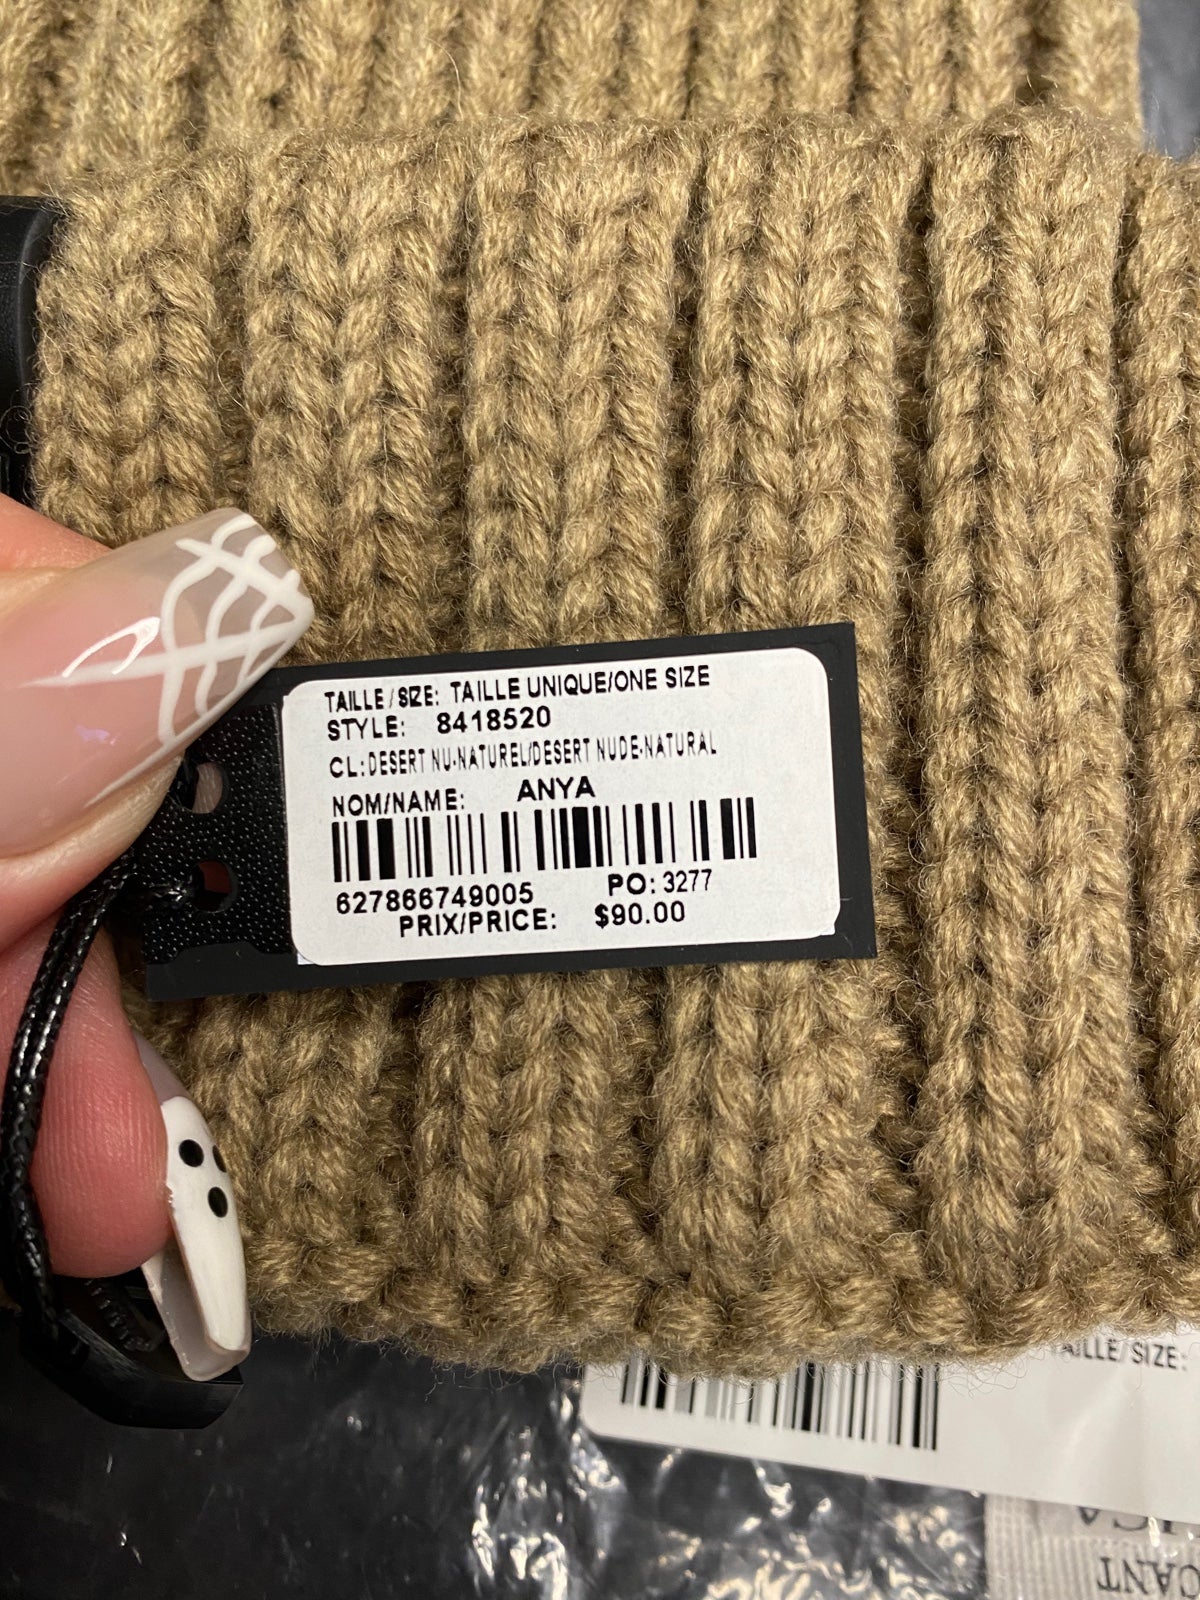 TAILLE/SIZE: TAILLE UNIQUE/ONE SIZE
STYLE: 8418520
CL:DESERT NU-NATUREL/DESERT NUDE-NATURAL
NOM/NAME: ANYA
627866749005 PO: 3277
PRIX/PRICE: $90.00
TAILLE/SIZE: